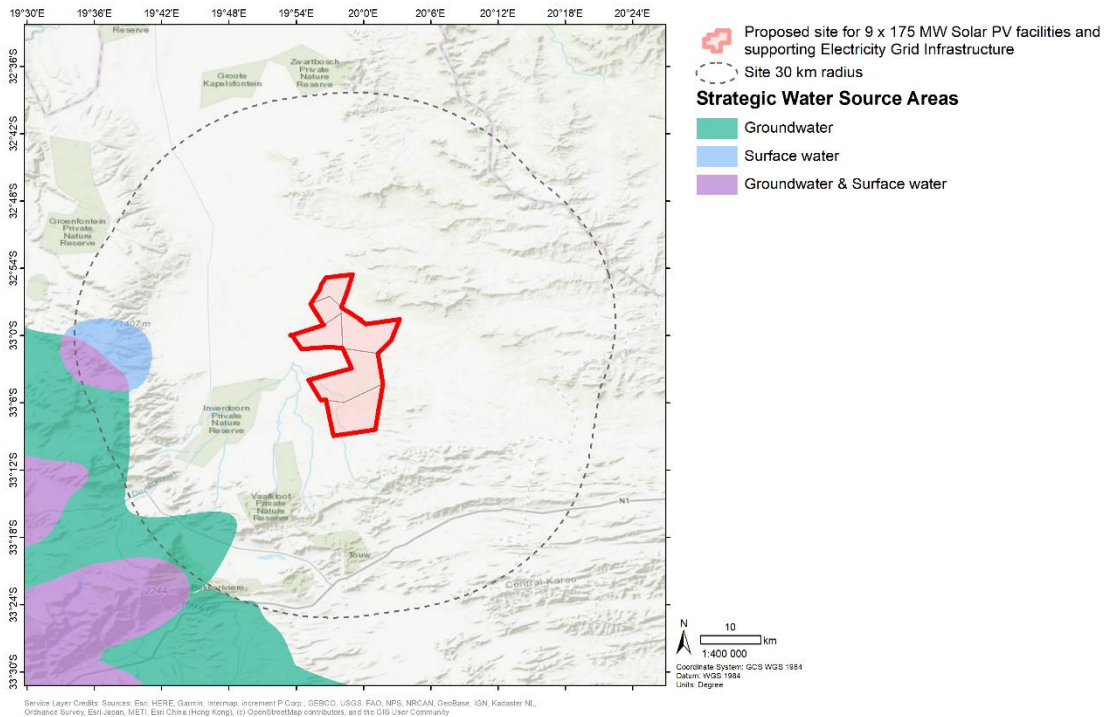 19°30'E 19°36'E 19°42'E 19°48'E 19°54'E 20°0'E 20°6'E 20°12'E 20°18'E 20°24'E
Reserve
Zwartbosch
Private
Nature
Reserve
Groote
Kapelsfontein
32°36'S
32°42'S
32°48'S
32°54'S
33°0'S
33°6'S
33°12'S
33°18'S
33°24'S
33°30'S
Groenfontein
Private
Nature
Reserve
Inverdoorn
Private
Nature
Reserve
Vaalkloof
Private
Nature
Reserve
Touw
N1
Central Karoo
Proposed site for 9 x 175 MW Solar PV facilities and
supporting Electricity Grid Infrastructure
Site 30 km radius
Strategic Water Source Areas
Groundwater
Surface water
Groundwater & Surface water
N
10
km
1:400 000
Coordinate System: GCS WGS 1984
Datum: WGS 1984
Units: Degree
Service Layer Credits: Sources: Esri, HERE, Garmin, Intermap, increment P Corp., GEBCO, USGS, FAO, NPS, NRCAN, GeoBase, IGN, Kadaster NL,
Ordnance Survey, Esri Japan, METI, Esri China (Hong Kong), (c) OpenStreetMap contributors, and the GIS User Community